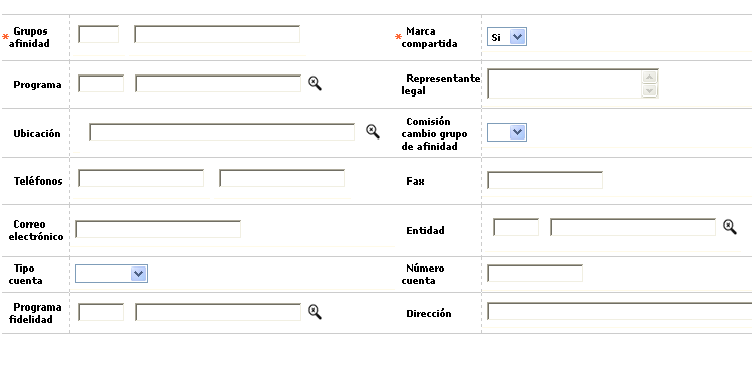 * Grupos
afinidad
* Marca
compartida
Si
Programa
Representante
legal
Ubicación
Comisión
cambio grupo
de afinidad
Teléfonos
Fax
Correo
electrónico
Entidad
Tipo
cuenta
Número
cuenta
Programa
fidelidad
Dirección